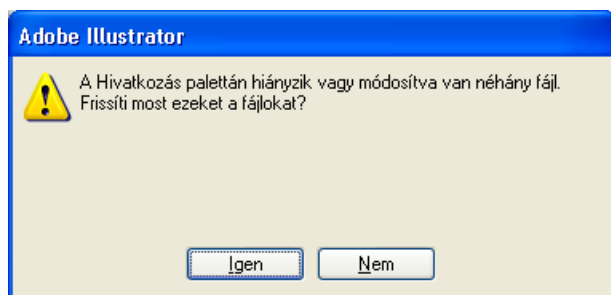 Adobe Illustrator
A Hivatkozás palettán hiányzik vagy módosítva van néhány fájl.
Frissíti most ezeket a fájlokat?
Igen
Nem